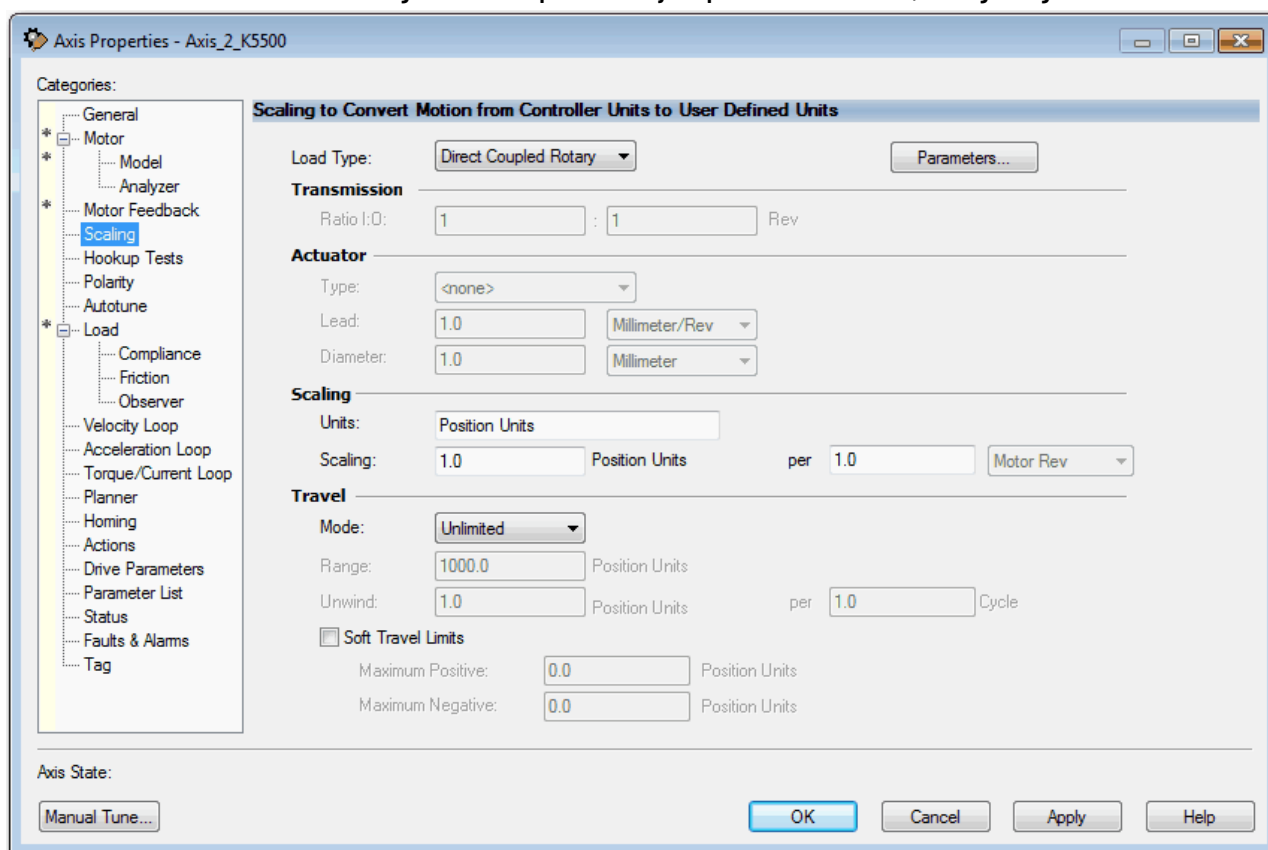 Axis Properties - Axis_2_K5500
Categories:
General
* Motor
* Model
Analyzer
* Motor Feedback
Scaling
Hookup Tests
Polarity
Autotune
* Load
Compliance
Friction
Observer
Velocity Loop
Acceleration Loop
Torque/Current Loop
Planner
Homing
Actions
Drive Parameters
Parameter List
Status
Faults & Alarms
Tag
Scaling to Convert Motion from Controller Units to User Defined Units
Load Type: Direct Coupled Rotary Parameters...
Transmission
Ratio I:O: 1 : 1 Rev
Actuator
Type: <none>
Lead: 1.0 Millimeter/Rev
Diameter: 1.0 Millimeter
Scaling
Units: Position Units
Scaling: 1.0 Position Units per 1.0 Motor Rev
Travel
Mode: Unlimited
Range: 1000.0 Position Units
Unwind: 1.0 Position Units per 1.0 Cycle
Soft Travel Limits
Maximum Positive: 0.0 Position Units
Maximum Negative: 0.0 Position Units
Axis State:
Manual Tune... OK Cancel Apply Help